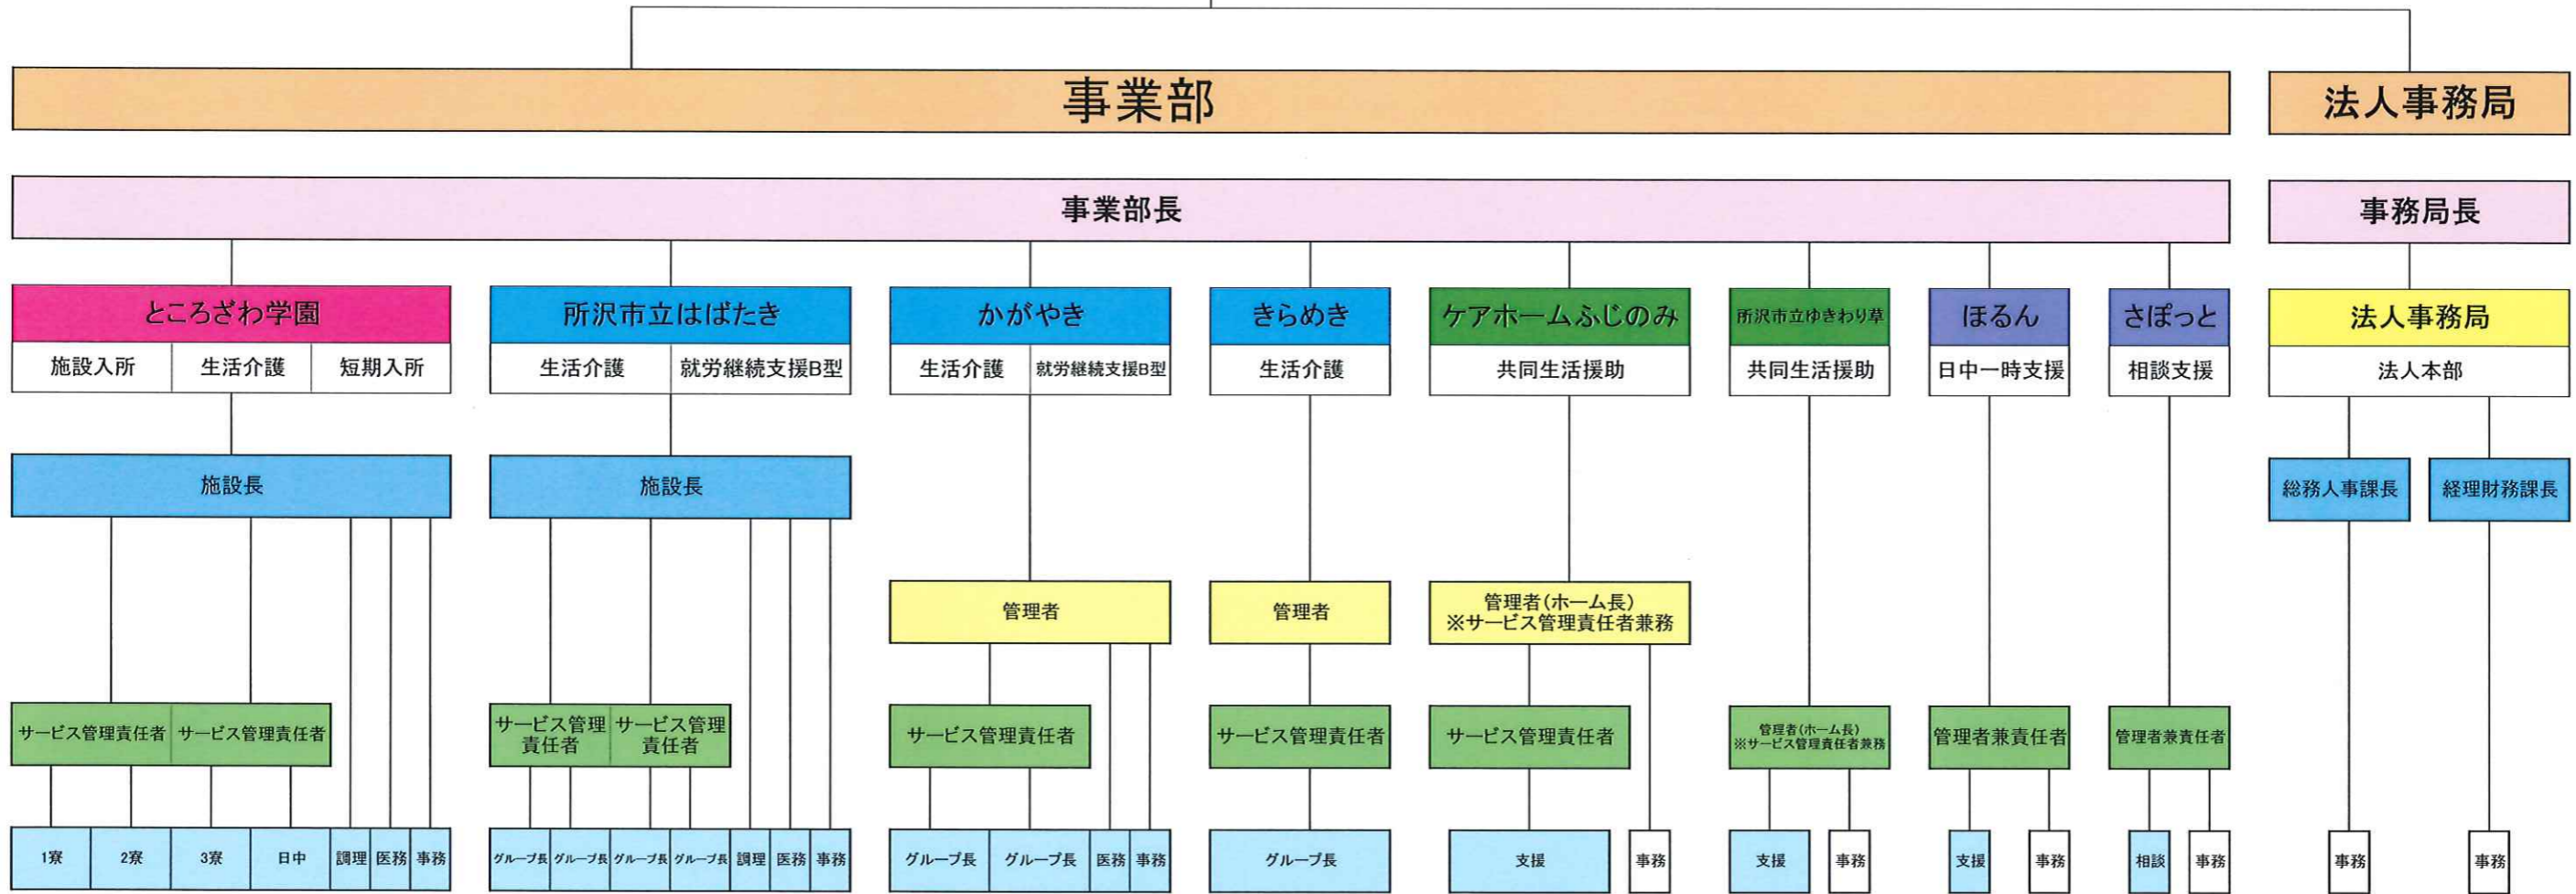 事業部
法人事務局
事業部長
事務局長
ところざわ学園
所沢市立はばたき
かがやき
きらめき
ケアホームふじのみ
所沢市立ゆきわり草
ほるん
さぽっと
法人事務局
施設入所
生活介護
短期入所
生活介護
就労継続支援B型
生活介護
就労継続支援B型
生活介護
共同生活援助
共同生活援助
日中一時支援
相談支援
法人本部
施設長
施設長
総務人事課長
経理財務課長
管理者
管理者
管理者(ホーム長)
※サービス管理責任者兼務
サービス管理責任者
サービス管理責任者
サービス管理
責任者
サービス管理
責任者
サービス管理責任者
サービス管理責任者
サービス管理責任者
管理者(ホーム長)
※サービス管理責任者兼務
管理者兼責任者
管理者兼責任者
1寮
2寮
3寮
日中
調理
医務
事務
グループ長
グループ長
グループ長
グループ長
調理
医務
事務
グループ長
グループ長
医務
事務
グループ長
支援
事務
支援
事務
支援
事務
相談
事務
事務
事務